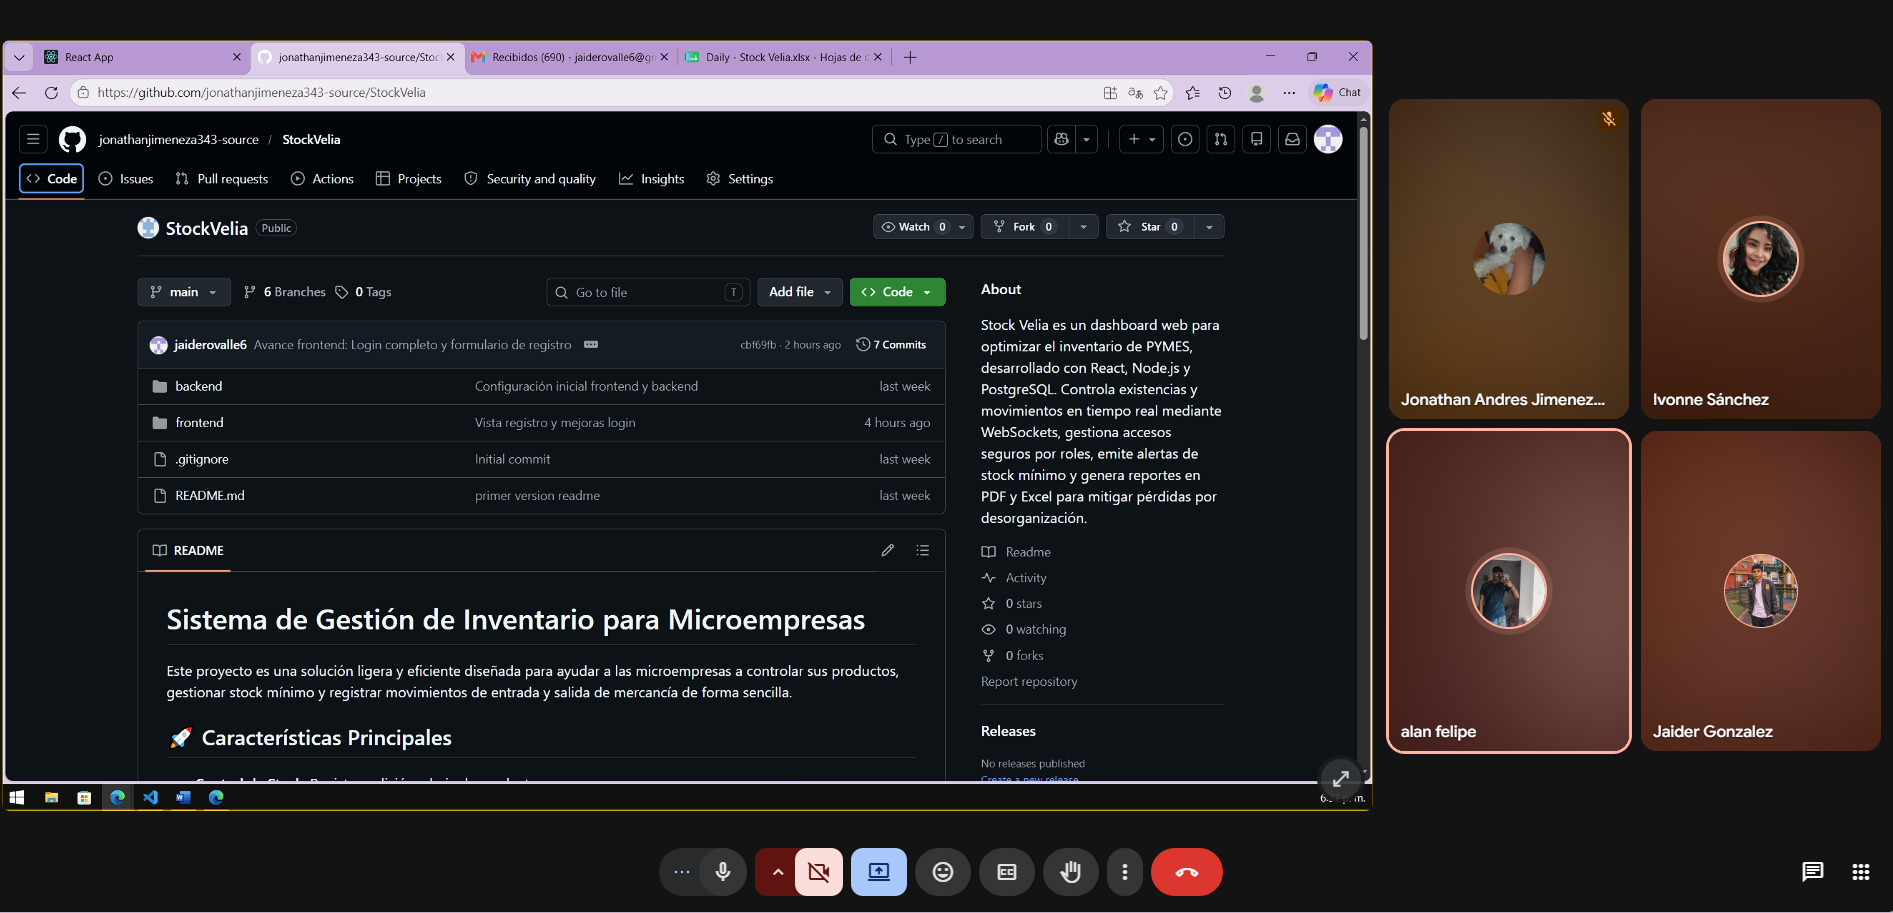 React App
jonathanjimeneza343-source/Stoc
Recibidos (690) - jaiderovalle6@gm
Daily - Stock Velia.xlsx - Hojas de c
https://github.com/jonathanjimeneza343-source/StockVelia
Chat
jonathanjimeneza343-source / StockVelia
Type / to search
Code
Issues
Pull requests
Actions
Projects
Security and quality
Insights
Settings
StockVelia Public
Watch 0
Fork 0
Star 0
main
6 Branches
0 Tags
Go to file T
Add file
Code
jaiderovalle6 Avance frontend: Login completo y formulario de registro
cbf69fb · 2 hours ago
7 Commits
backend Configuración inicial frontend y backend last week
frontend Vista registro y mejoras login 4 hours ago
.gitignore Initial commit last week
README.md primer version readme last week
README
Sistema de Gestión de Inventario para Microempresas
Este proyecto es una solución ligera y eficiente diseñada para ayudar a las microempresas a controlar sus productos,
gestionar stock mínimo y registrar movimientos de entrada y salida de mercancía de forma sencilla.
🚀 Características Principales
About
Stock Velia es un dashboard web para
optimizar el inventario de PYMES,
desarrollado con React, Node.js y
PostgreSQL. Controla existencias y
movimientos en tiempo real mediante
WebSockets, gestiona accesos
seguros por roles, emite alertas de
stock mínimo y genera reportes en
PDF y Excel para mitigar pérdidas por
desorganización.
Readme
Activity
0 stars
0 watching
0 forks
Report repository
Releases
No releases published
Create a new release
Jonathan Andres Jimenez...
Ivonne Sánchez
alan felipe
Jaider Gonzalez